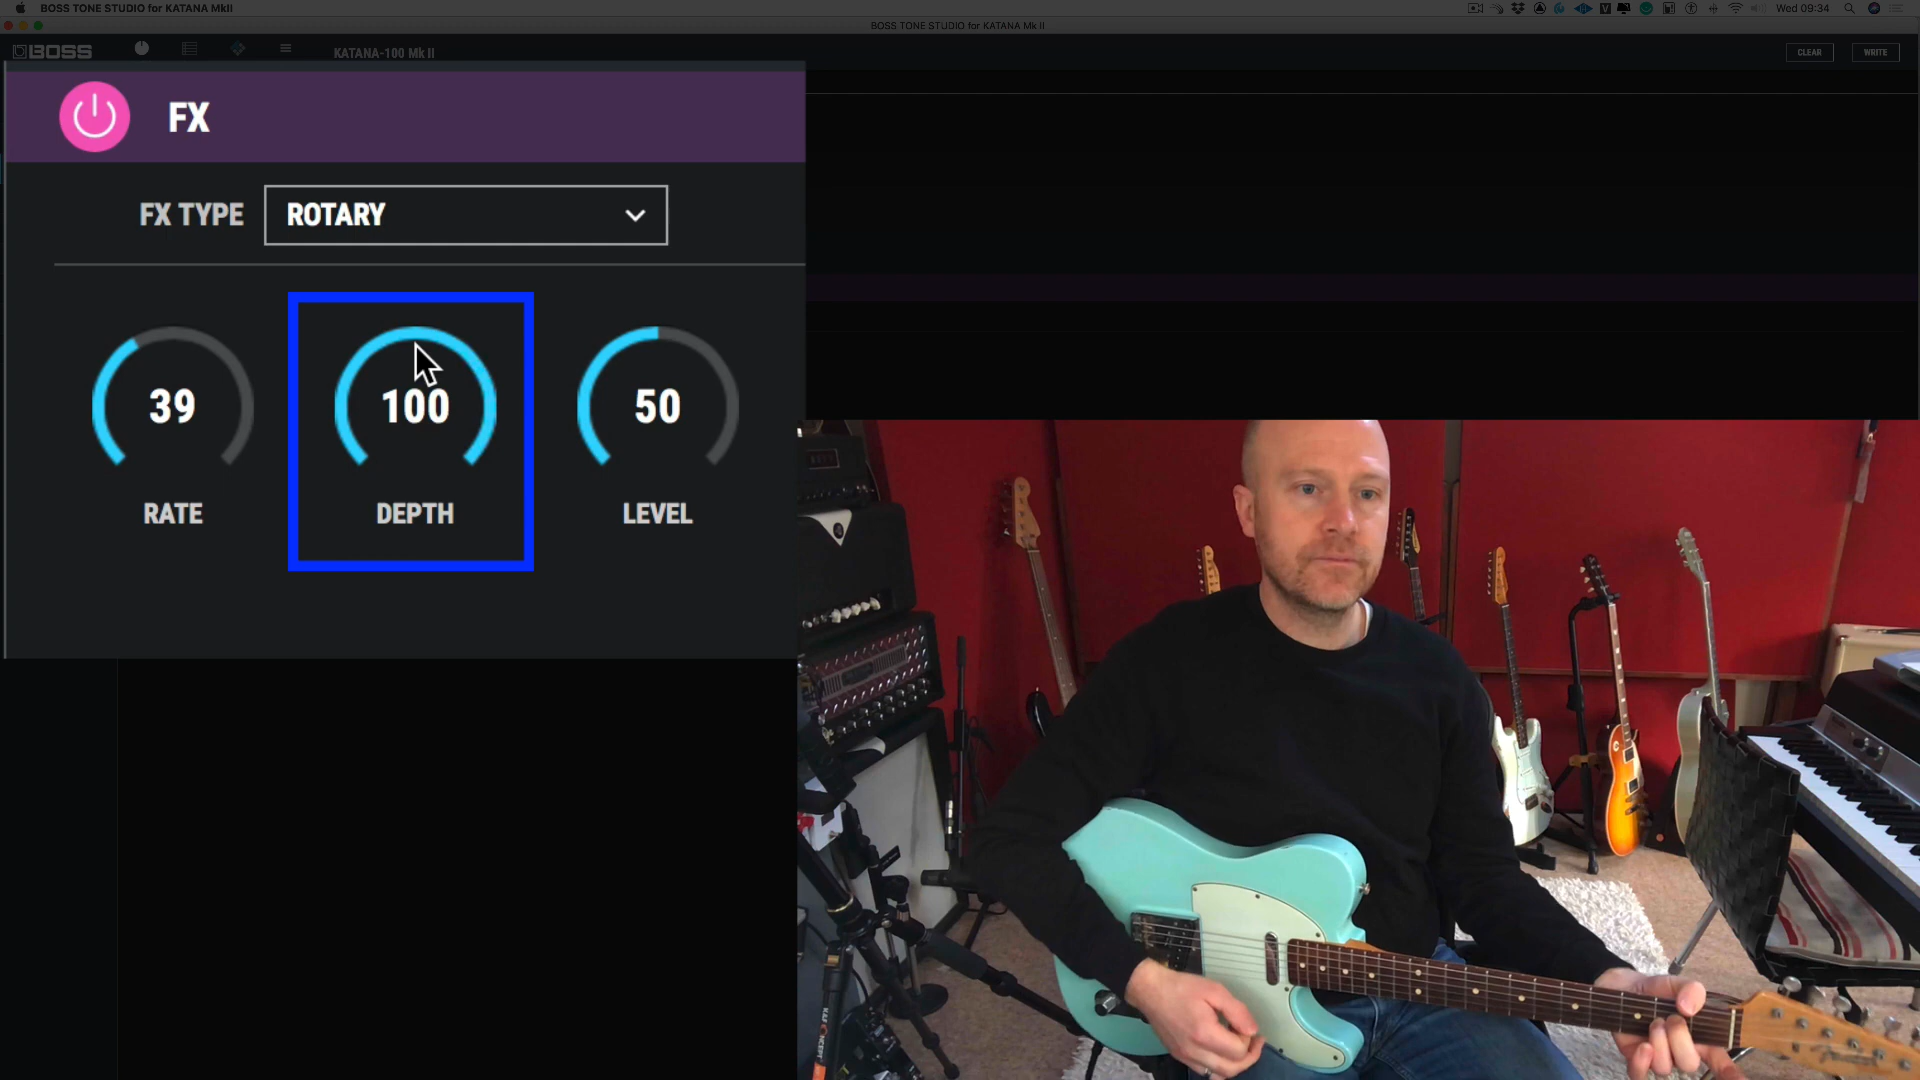 BOSS TONE STUDIO for KATANA MkII
Wed 09:34
BOSS TONE STUDIO for KATANA Mk II
BOSS
KATANA-100 Mk II
CLEAR
WRITE
FX
FX TYPE
ROTARY
39
100
50
RATE
DEPTH
LEVEL
Fender